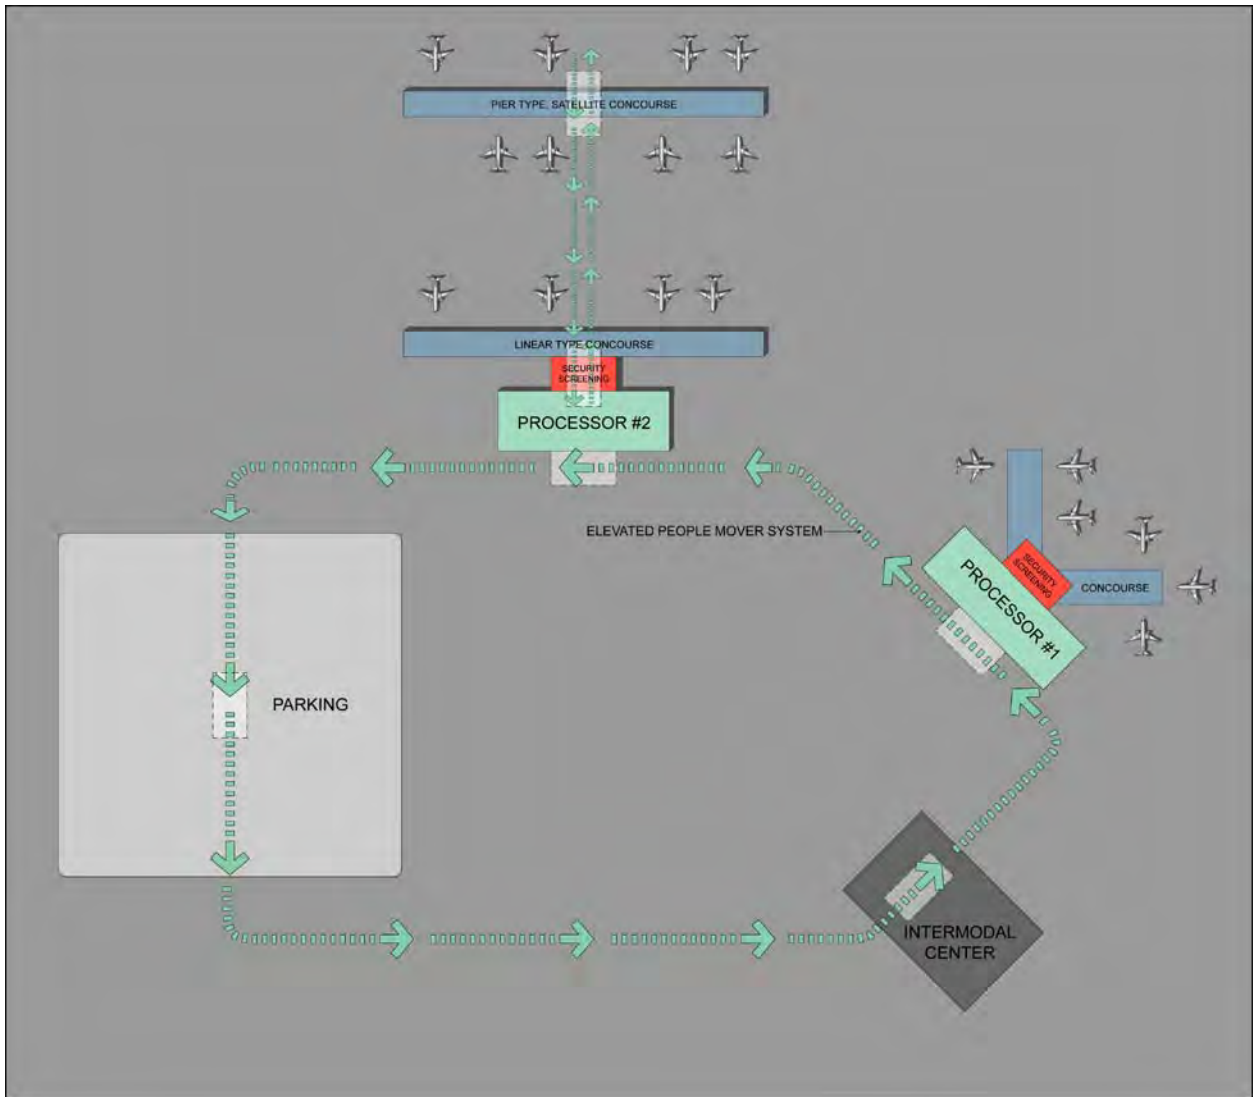 PIER TYPE, SATELLITE CONCOURSE
LINEAR TYPE CONCOURSE
SECURITY
SCREENING
PROCESSOR #2
ELEVATED PEOPLE MOVER SYSTEM
SECURITY
SCREENING
PROCESSOR #1
CONCOURSE
PARKING
INTERMODAL
CENTER